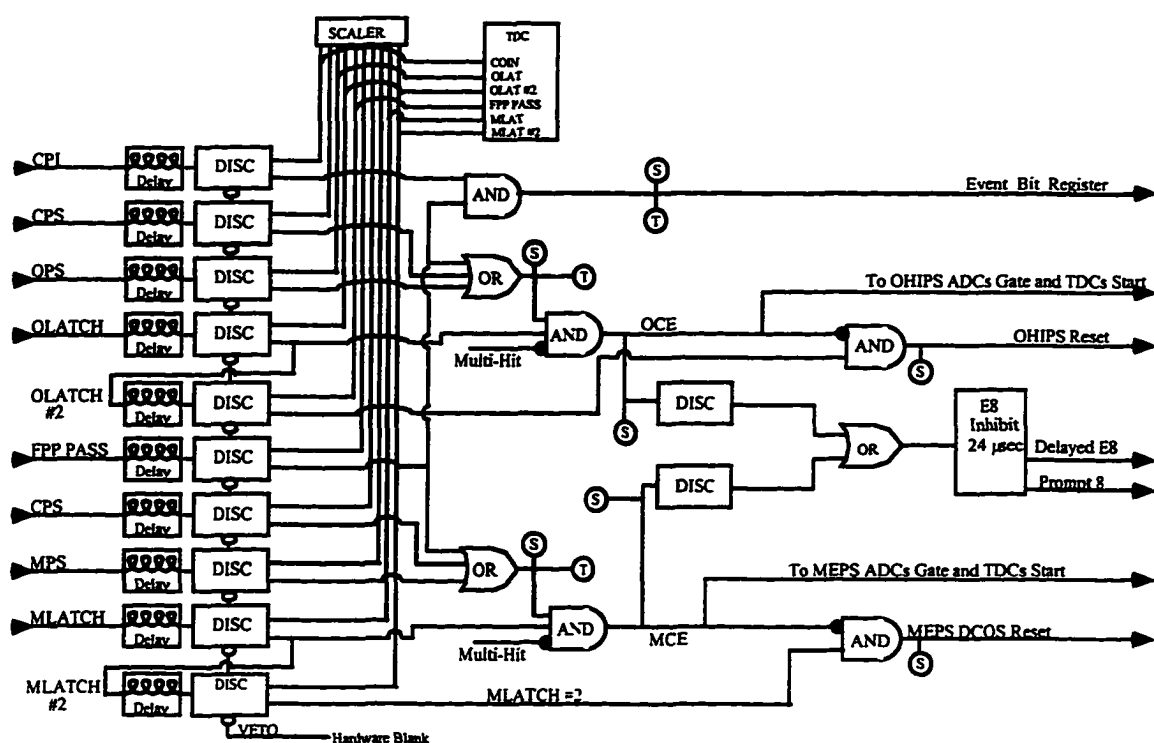 SCALER
TDC
COIN
OLAT
OLAT #2
FPP PASS
MLAT
MLAT #2
CPI
Delay
DISC
AND
S
T
Event Bit Register
CPS
Delay
DISC
OPS
Delay
DISC
OR
S
T
To OHIPS ADCs Gate and TDCs Start
OLATCH
Delay
DISC
Multi-Hit
AND
OCE
AND
OHIPS Reset
S
OLATCH
#2
Delay
DISC
DISC
S
E8
Inhibit
24 μsec
Delayed E8
Prompt 8
OR
FPP PASS
Delay
DISC
DISC
S
CPS
Delay
DISC
MPS
Delay
DISC
OR
S
T
To MEPS ADCs Gate and TDCs Start
MLATCH
Delay
DISC
Multi-Hit
AND
MCE
AND
MEPS DCOS Reset
S
MLATCH
#2
Delay
DISC
MLATCH #2
VETO
Hardware Blank